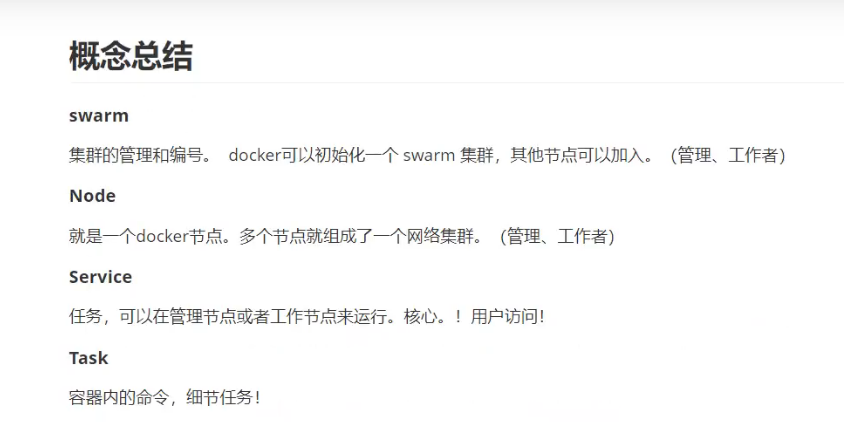 概念总结
swarm
集群的管理和编号。 docker可以初始化一个 swarm 集群，其他节点可以加入。（管理、工作者）
Node
就是一个docker节点。多个节点就组成了一个网络集群。（管理、工作者）
Service
任务，可以在管理节点或者工作节点来运行。核心。！用户访问！
Task
容器内的命令，细节任务！